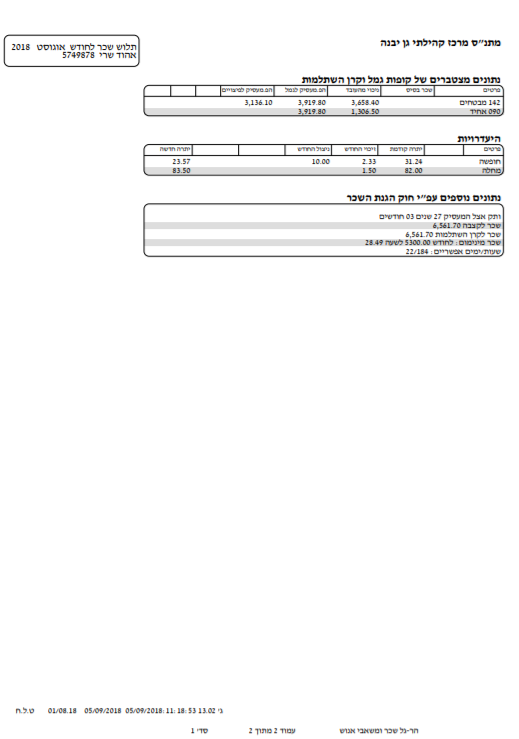 מתנ"ס מרכז קהילתי גן יבנה
תלוש שכר לחודש אוגוסט 2018
אהוד שרי 5749878
נתונים מצטברים של קופות גמל וקרן השתלמות
פרטים שכר בסיס ניכוי מהעובד הפ.מעסיק לגמל הפ.מעסיק לפיצויים
142 מבטחים 3,658.40 3,919.80 3,136.10
090 אחיד 1,306.50 3,919.80
היעדרויות
פרטים יתרה קודמת זיכוי החודש ניצול החודש יתרה חדשה
חופשה 31.24 2.33 10.00 23.57
מחלה 82.00 1.50 83.50
נתונים נוספים עפ"י חוק הגנת השכר
ותק אצל המעסיק 27 שנים 03 חודשים
שכר לקצבה 6,561.70
שכר לקרן השתלמות 6,561.70
שכר מינימום : לחודש 5300.00 לשעה 28.49
שעות/ימים אפשריים : 22/184
ג' 13.02 05/09/2018:11:18:53 05/09/2018 01/08.18 ט.ל.ח
חר-גל שכר ומשאבי אנוש עמוד 2 מתוך 2 סד' 1